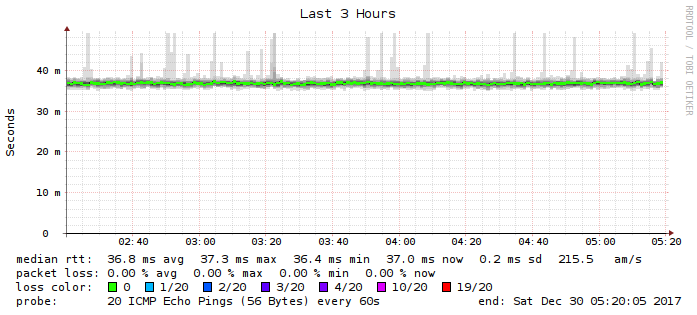 Last 3 Hours
RRDTOOL / TOBI OETIKER
Seconds
40 m
30 m
20 m
10 m
0
02:40 03:00 03:20 03:40 04:00 04:20 04:40 05:00 05:20
median rtt: 36.8 ms avg 37.3 ms max 36.4 ms min 37.0 ms now 0.2 ms sd 215.5 am/s
packet loss: 0.00 % avg 0.00 % max 0.00 % min 0.00 % now
loss color: 0 1/20 2/20 3/20 4/20 10/20 19/20
probe: 20 ICMP Echo Pings (56 Bytes) every 60s end: Sat Dec 30 05:20:05 2017